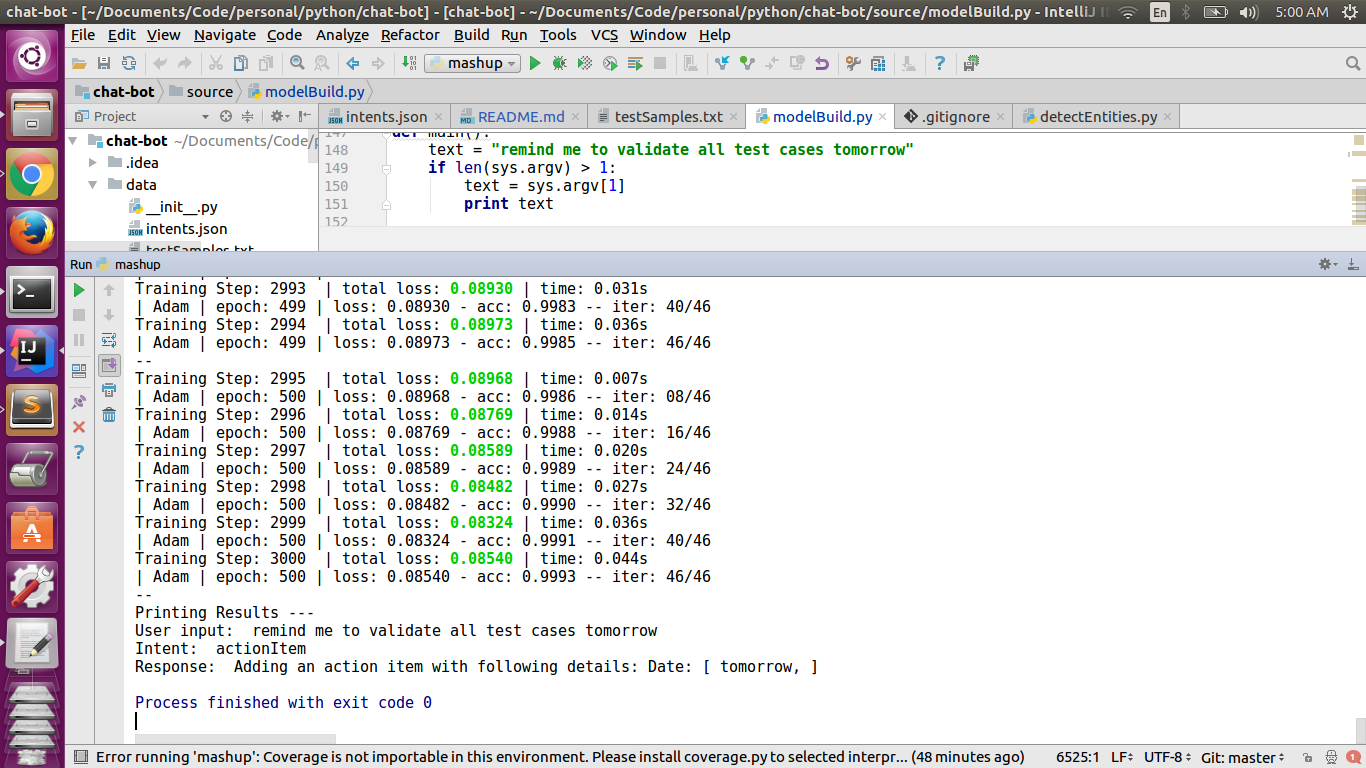 chat-bot - [~/Documents/Code/personal/python/chat-bot] - [chat-bot] - ~/Documents/Code/personal/python/chat-bot/source/modelBuild.py - IntelliJ
En
5:00 AM
File Edit View Navigate Code Analyze Refactor Build Run Tools VCS Window Help
mashup
chat-bot source modelBuild.py
Project
intents.json README.md testSamples.txt modelBuild.py .gitignore detectEntities.py
chat-bot ~/Documents/Code/
.idea
data
__init__.py
intents.json
testSamples.txt
147 def main():
148 text = "remind me to validate all test cases tomorrow"
149 if len(sys.argv) > 1:
150 text = sys.argv[1]
151 print text
152
Run mashup
Training Step: 2993 | total loss: 0.08930 | time: 0.031s
| Adam | epoch: 499 | loss: 0.08930 - acc: 0.9983 -- iter: 40/46
Training Step: 2994 | total loss: 0.08973 | time: 0.036s
| Adam | epoch: 499 | loss: 0.08973 - acc: 0.9985 -- iter: 46/46
--
Training Step: 2995 | total loss: 0.08968 | time: 0.007s
| Adam | epoch: 500 | loss: 0.08968 - acc: 0.9986 -- iter: 08/46
Training Step: 2996 | total loss: 0.08769 | time: 0.014s
| Adam | epoch: 500 | loss: 0.08769 - acc: 0.9988 -- iter: 16/46
Training Step: 2997 | total loss: 0.08589 | time: 0.020s
| Adam | epoch: 500 | loss: 0.08589 - acc: 0.9989 -- iter: 24/46
Training Step: 2998 | total loss: 0.08482 | time: 0.027s
| Adam | epoch: 500 | loss: 0.08482 - acc: 0.9990 -- iter: 32/46
Training Step: 2999 | total loss: 0.08324 | time: 0.036s
| Adam | epoch: 500 | loss: 0.08324 - acc: 0.9991 -- iter: 40/46
Training Step: 3000 | total loss: 0.08540 | time: 0.044s
| Adam | epoch: 500 | loss: 0.08540 - acc: 0.9993 -- iter: 46/46
--
Printing Results ---
User input:  remind me to validate all test cases tomorrow
Intent:  actionItem
Response:  Adding an action item with following details: Date: [ tomorrow, ]
Process finished with exit code 0
Error running 'mashup': Coverage is not importable in this environment. Please install coverage.py to selected interpr... (48 minutes ago)
6525:1 LF UTF-8 Git: master 1